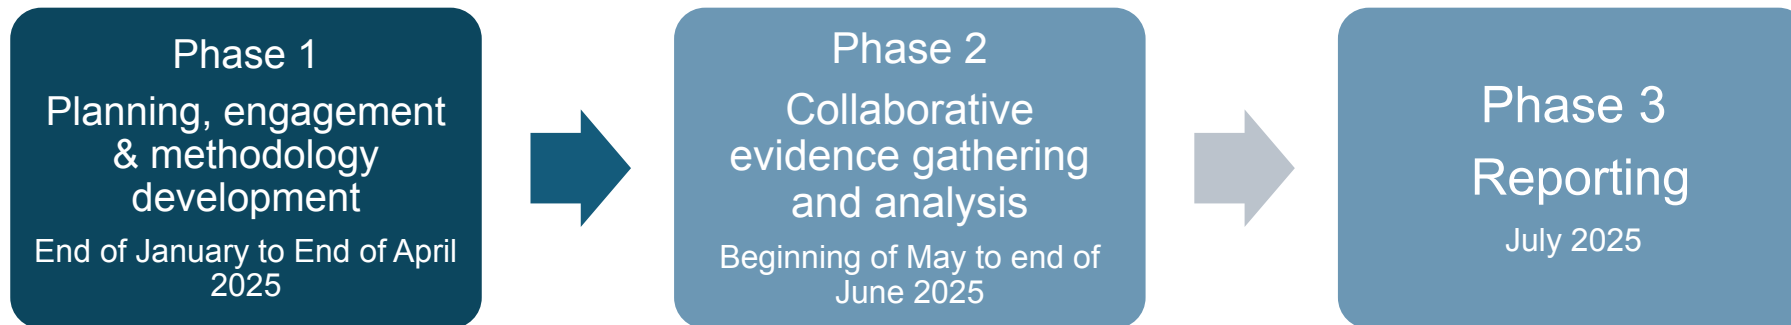 Phase 1
Planning, engagement
& methodology
development
End of January to End of April
2025
Phase 2
Collaborative
evidence gathering
and analysis
Beginning of May to end of
June 2025
Phase 3
Reporting
July 2025